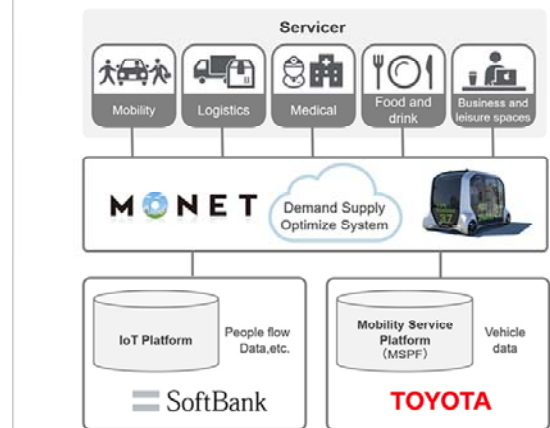 Servicer
Mobility
Logistics
Medical
Food and
drink
Business and
leisure spaces
MONET
Demand Supply
Optimize System
37
IoT Platform
People flow
Data,etc.
SoftBank
Mobility Service
Platform
(MSPF)
Vehicle
data
TOYOTA